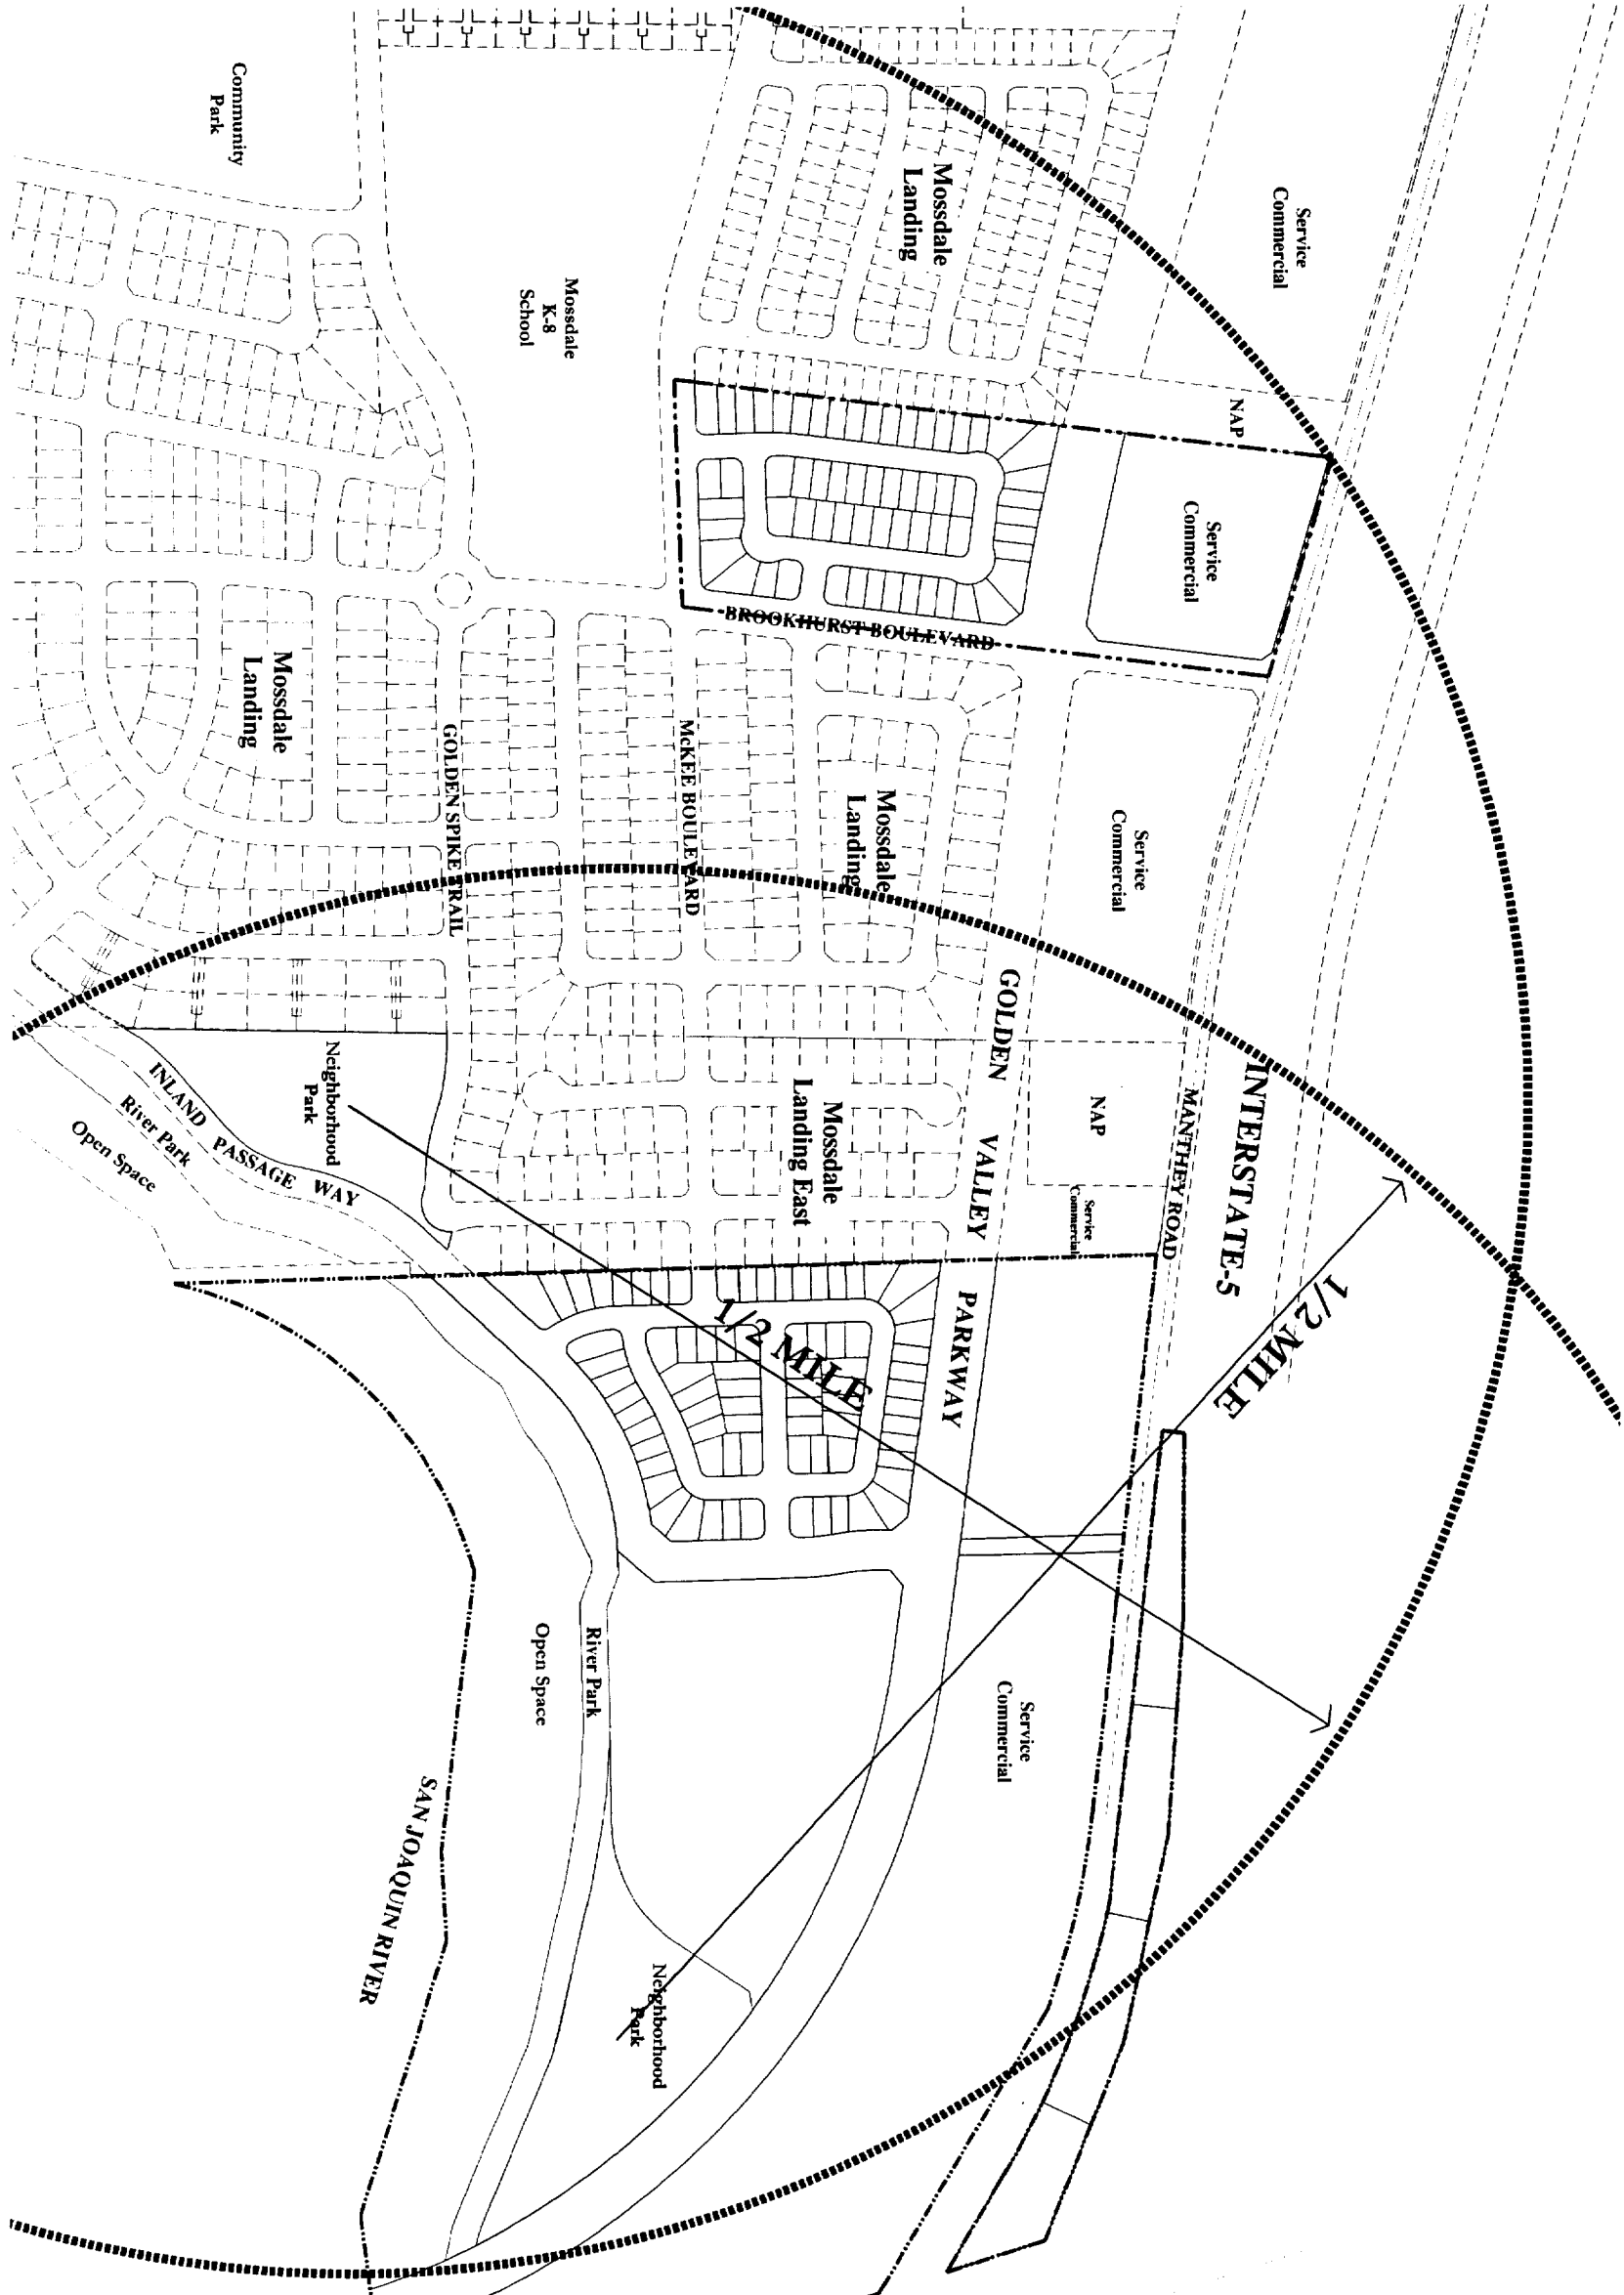 Community
Park
Mossdale
Landing
Service
Commercial
Mossdale
K-8
School
NAP
Service
Commercial
BROOKHURST BOULEVARD
Mossdale
Landing
GOLDEN SPIKE TRAIL
McKEE BOULEVARD
Mossdale
Landing
Service
Commercial
GOLDEN VALLEY PARKWAY
Neighborhood
Park
INLAND PASSAGE WAY
River Park
Open Space
Mossdale
Landing East
NAP
Service
Commercial
MANTHEY ROAD
INTERSTATE-5
1/2 MILE
1/2 MILE
River Park
Open Space
Service
Commercial
SAN JOAQUIN RIVER
Neighborhood
Park